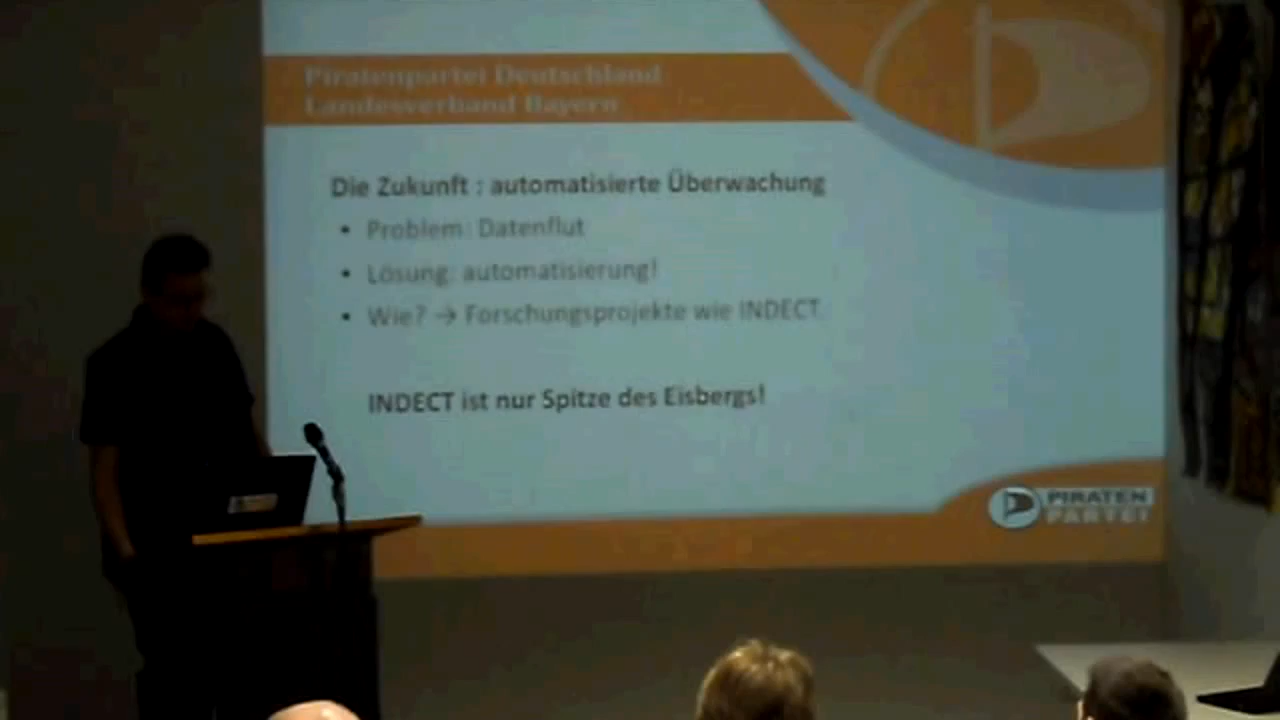 Piratenpartei Deutschland
Landesverband Bayern
Die Zukunft : automatisierte Überwachung
• Problem: Datenflut
• Lösung: automatisierung!
• Wie? → Forschungsprojekte wie INDECT
INDECT ist nur Spitze des Eisbergs!
PIRATEN
PARTEI